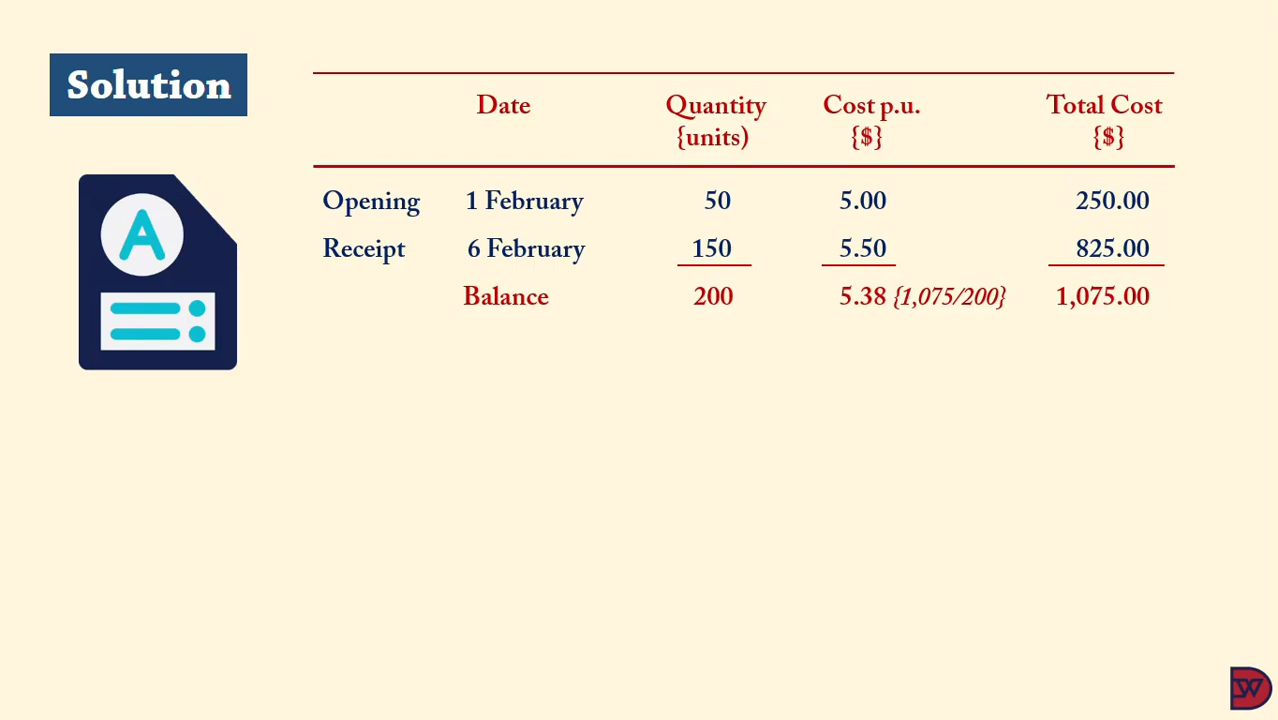 Solution
Date Quantity Cost p.u. Total Cost
{units) {$} {$}
Opening 1 February 50 5.00 250.00
Receipt 6 February 150 5.50 825.00
Balance 200 5.38 {1,075/200} 1,075.00
A
DW